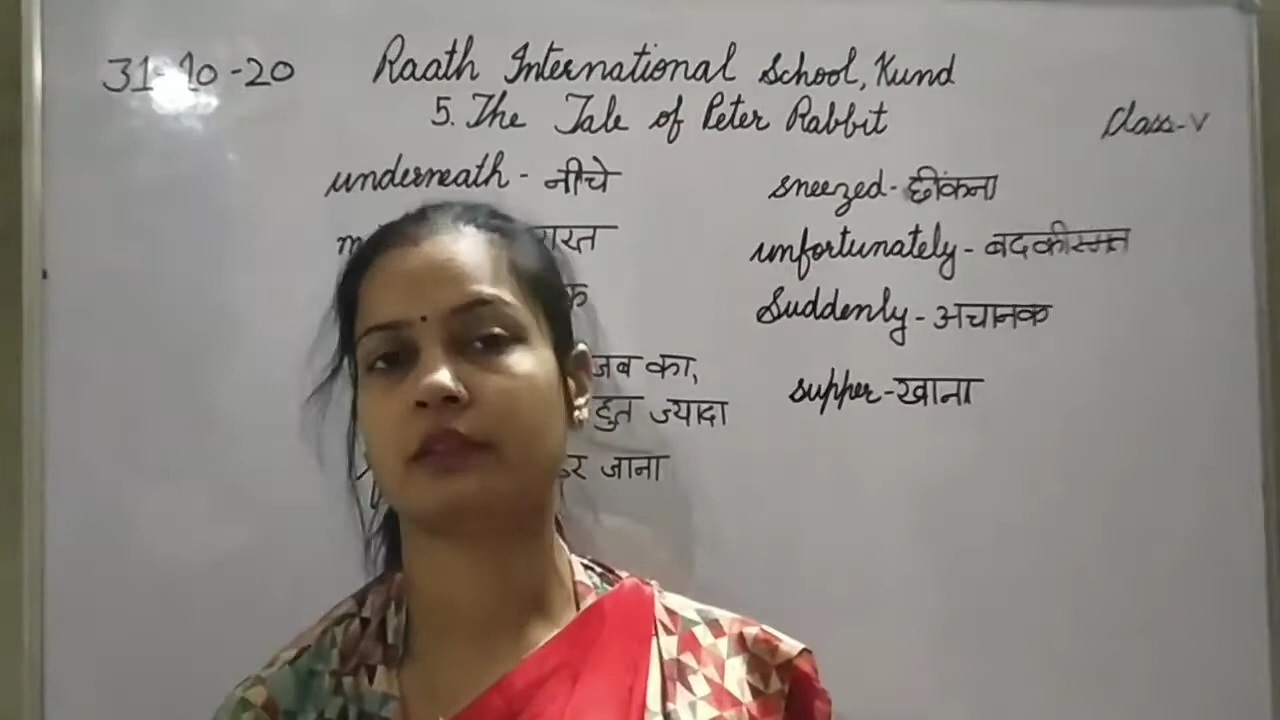 31-10-20 Raath International School, Kund
5. The Tale of Peter Rabbit
Class-V
underneath - नीचे
जब का,
ज्यादा
जाना
sneezed - छींकना
unfortunately - बदकीस्मत
Suddenly - अचानक
supper - खाना